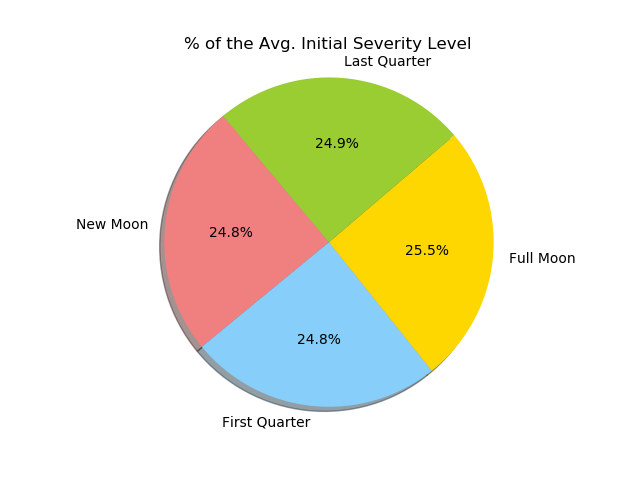 % of the Avg. Initial Severity Level
Last Quarter
24.9%
New Moon
24.8%
25.5%
Full Moon
24.8%
First Quarter